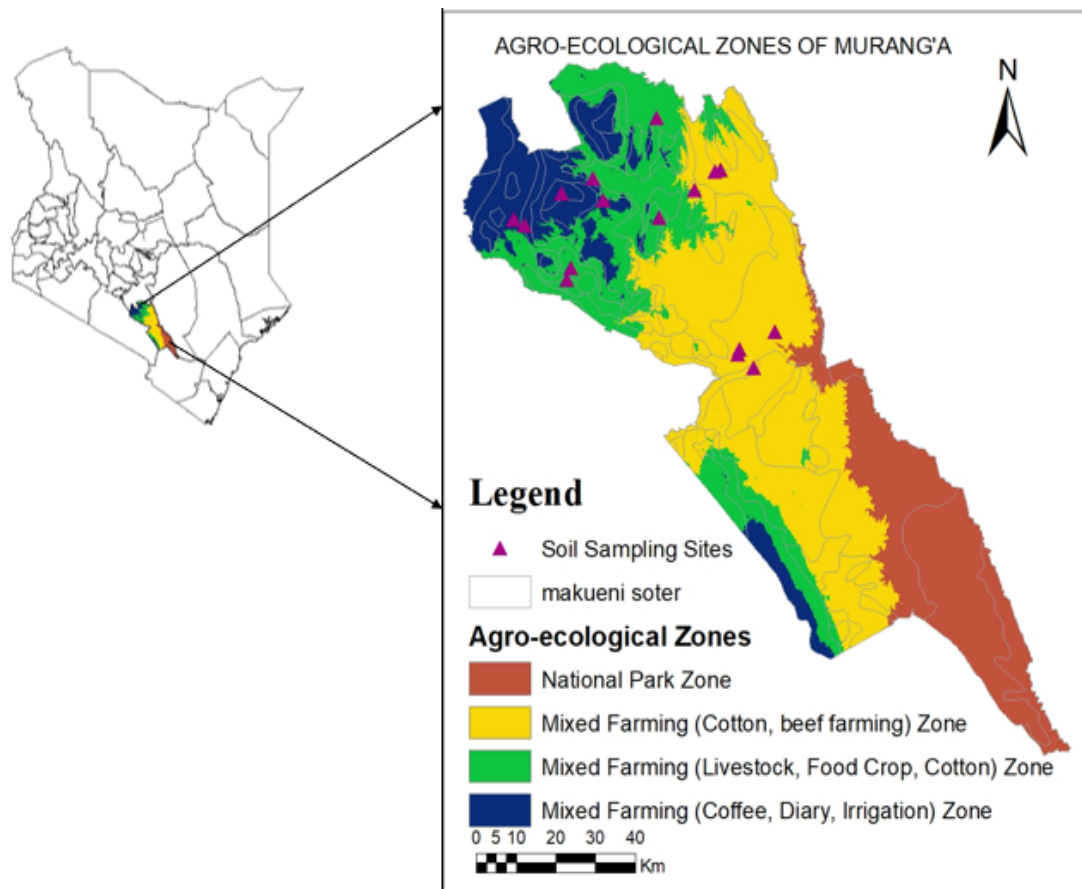 AGRO-ECOLOGICAL ZONES OF MURANG'A
N
Legend
Soil Sampling Sites
makueni soter
Agro-ecological Zones
National Park Zone
Mixed Farming (Cotton, beef farming) Zone
Mixed Farming (Livestock, Food Crop, Cotton) Zone
Mixed Farming (Coffee, Diary, Irrigation) Zone
0 5 10 20 30 40
Km